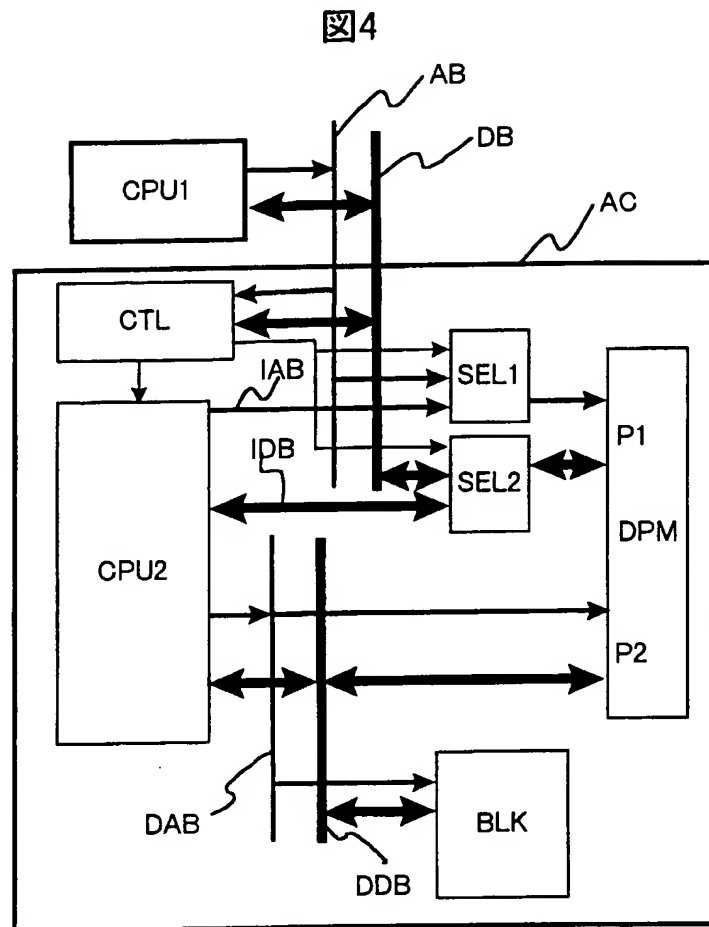 図4
AB
DB
CPU1
AC
CTL
SEL1
IAB
P1
IDB
SEL2
DPM
CPU2
P2
DAB
BLK
DDB